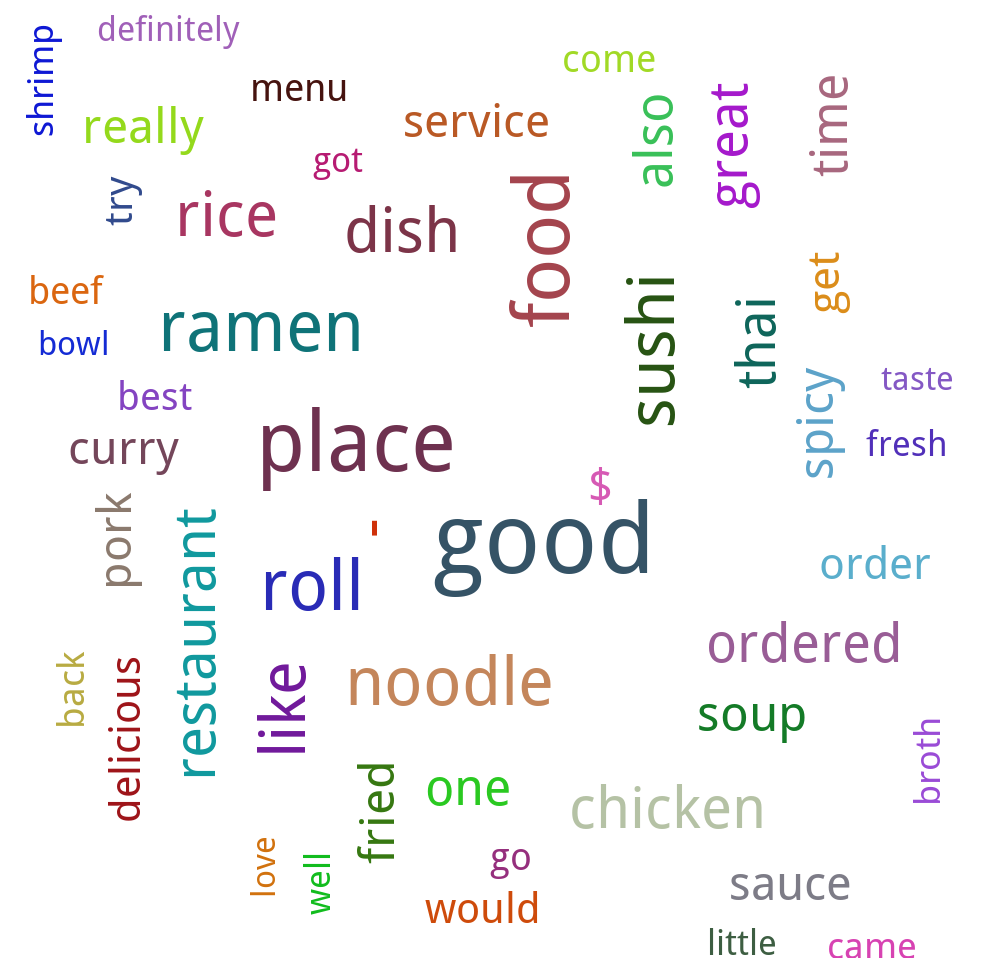 shrimp
definitely
come
menu
really
service
also
great
time
got
try
rice
dish
food
beef
ramen
sushi
thai
get
bowl
best
spicy
taste
curry
place
fresh
$
pork
-
good
restaurant
roll
order
ordered
back
delicious
like
noodle
soup
broth
fried
one
chicken
love
well
go
sauce
would
little
came